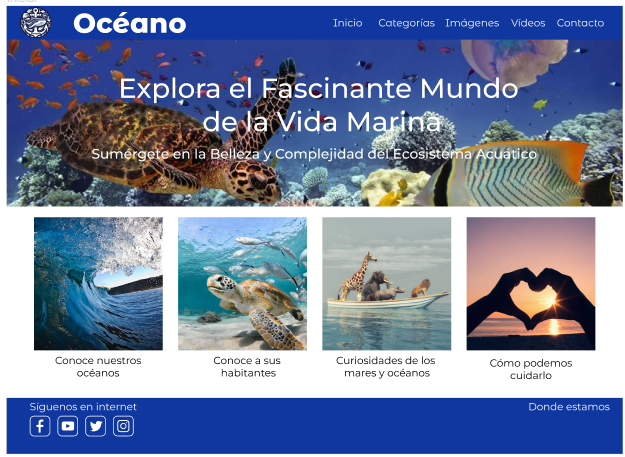 Océano
Inicio Categorías Imágenes Vídeos Contacto
Explora el Fascinante Mundo
de la Vida Marina
Sumérgete en la Belleza y Complejidad del Ecosistema Acuático
Conoce nuestros
océanos
Conoce a sus
habitantes
Curiosidades de los
mares y océanos
Cómo podemos
cuidarlo
Síguenos en internet
Donde estamos